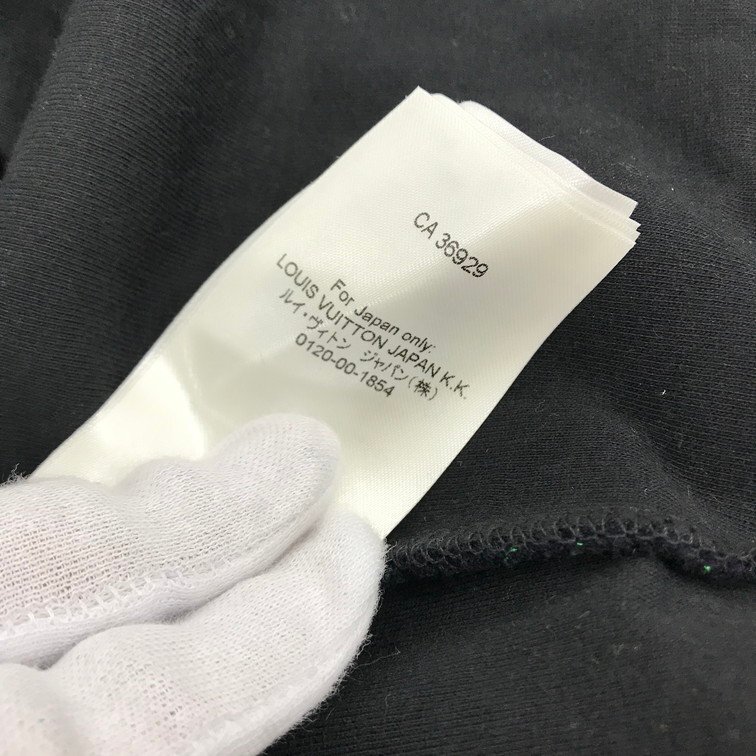 CA 36929
For Japan only:
LOUIS VUITTON JAPAN K.K.
ルイ・ヴィトン ジャパン(株)
0120-00-1854